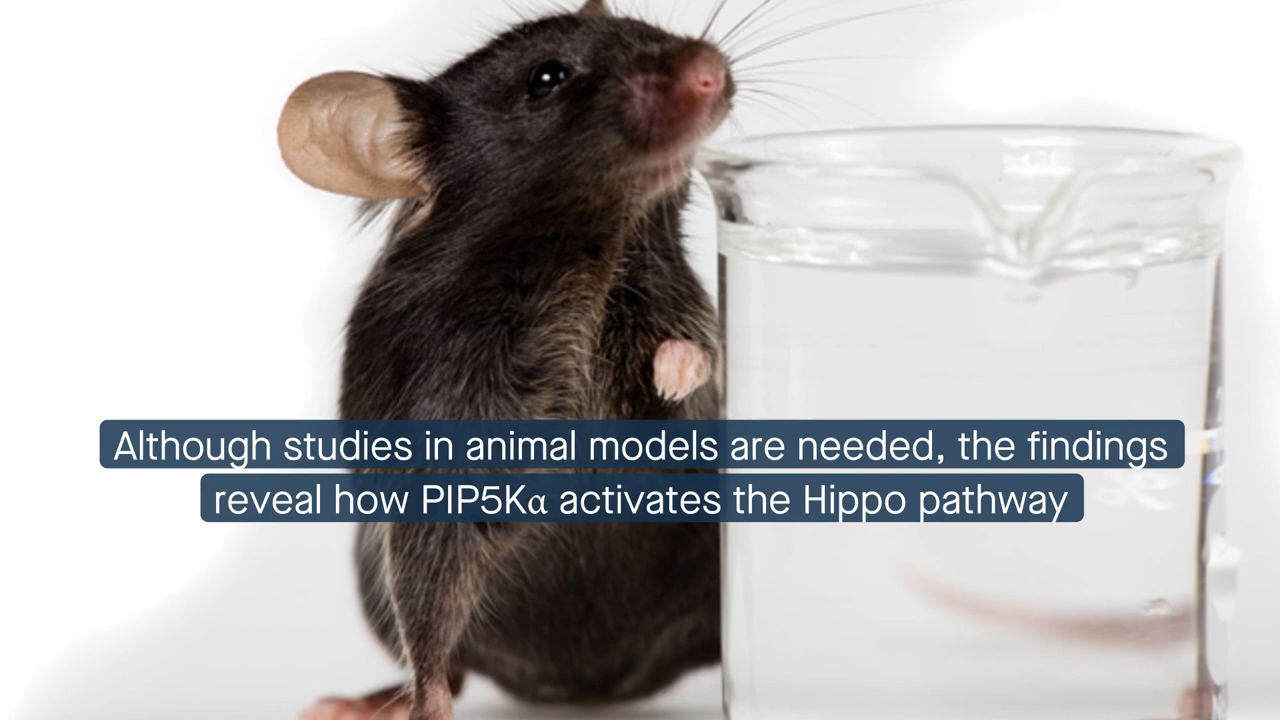 Although studies in animal models are needed, the findings
reveal how PIP5Kα activates the Hippo pathway